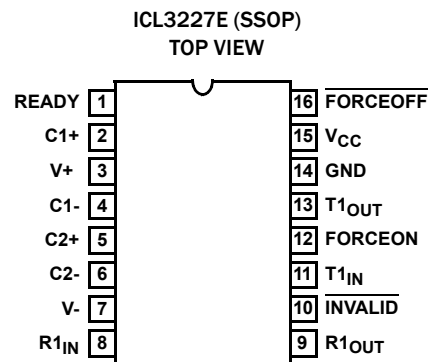 ICL3227E (SSOP)
TOP VIEW
READY 1 16 FORCEOFF
C1+ 2 15 VCC
V+ 3 14 GND
C1- 4 13 T1OUT
C2+ 5 12 FORCEON
C2- 6 11 T1IN
V- 7 10 INVALID
R1IN 8 9 R1OUT